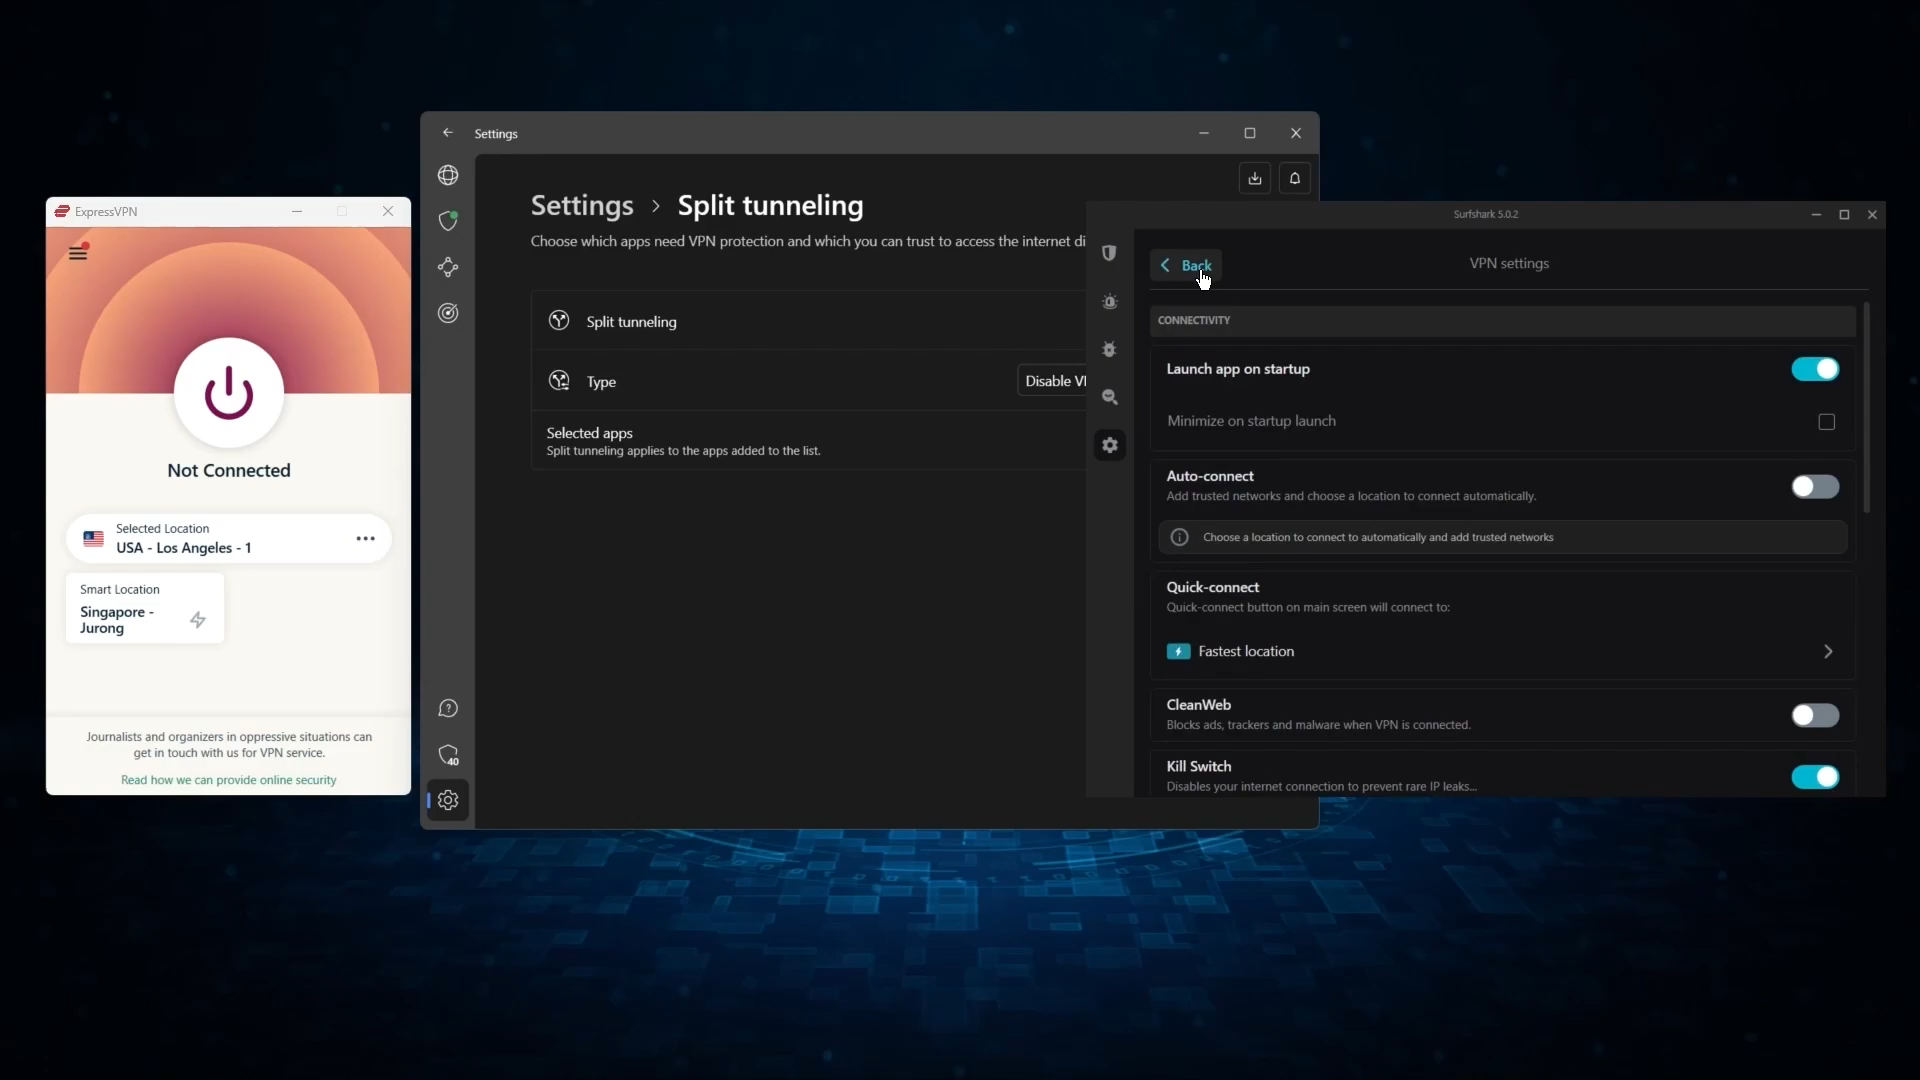 ExpressVPN
Not Connected
Selected Location
USA - Los Angeles - 1
Smart Location
Singapore -
Jurong
Journalists and organizers in oppressive situations can
get in touch with us for VPN service.
Read how we can provide online security
Settings
Settings > Split tunneling
Choose which apps need VPN protection and which you can trust to access the internet di
Split tunneling
Type
Disable VI
Selected apps
Split tunneling applies to the apps added to the list.
40
Surfshark 5.0.2
Back
VPN settings
CONNECTIVITY
Launch app on startup
Minimize on startup launch
Auto-connect
Add trusted networks and choose a location to connect automatically.
Choose a location to connect to automatically and add trusted networks
Quick-connect
Quick-connect button on main screen will connect to:
Fastest location
CleanWeb
Blocks ads, trackers and malware when VPN is connected.
Kill Switch
Disables your internet connection to prevent rare IP leaks...